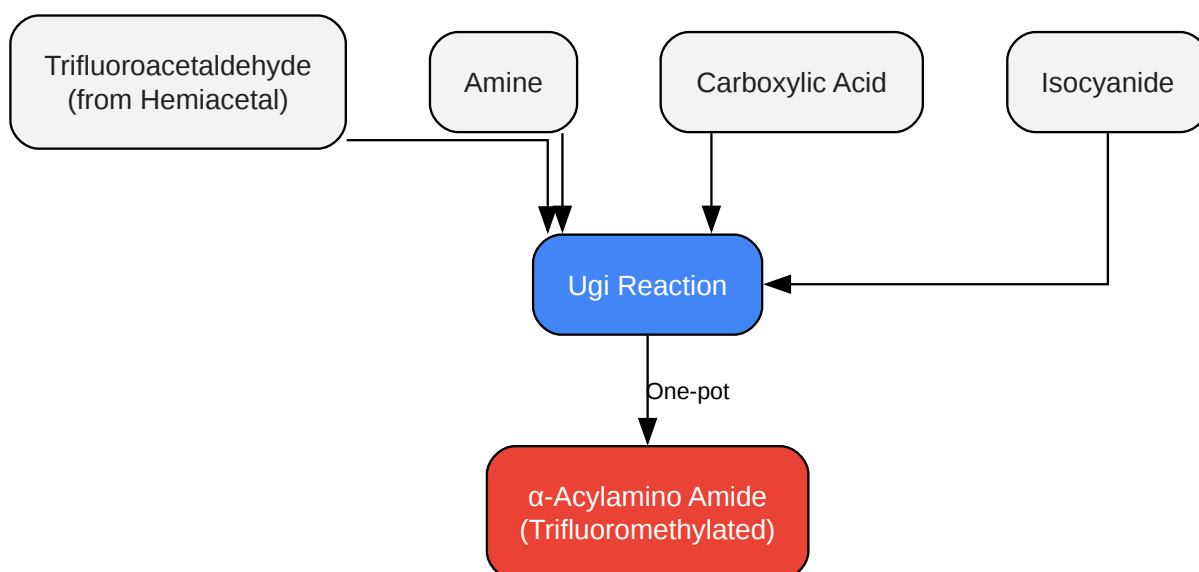 Trifluoroacetaldehyde
(from Hemiacetal)
Amine
Carboxylic Acid
Isocyanide
Ugi Reaction
One-pot
α-Acylamino Amide
(Trifluoromethylated)